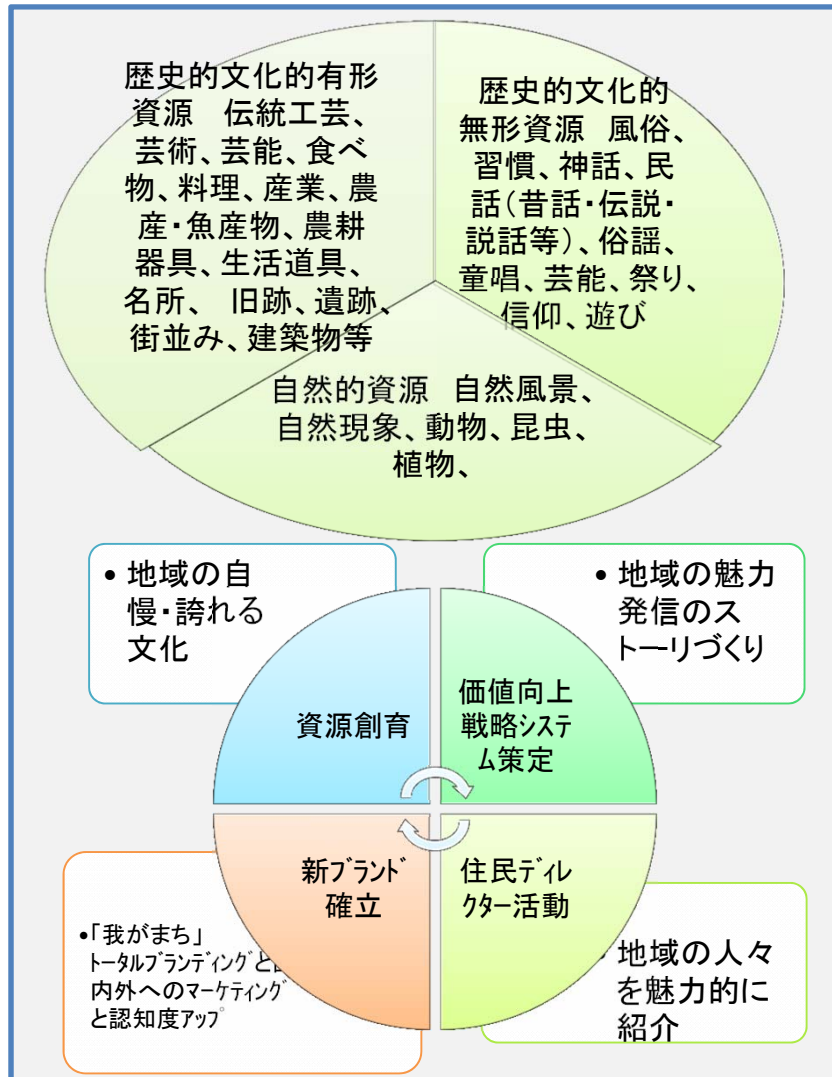 歴史的文化的有形
資源　伝統工芸、
芸術、芸能、食べ
物、料理、産業、農
産・魚産物、農耕
器具、生活道具、
名所、　旧跡、遺跡、
街並み、建築物等
歴史的文化的
無形資源　風俗、
習慣、神話、民
話(昔話・伝説・
説話等)、俗謡、
童唱、芸能、祭り、
信仰、遊び
自然的資源　自然風景、
自然現象、動物、昆虫、
植物、
• 地域の自
慢・誇れる
文化
• 地域の魅力
発信のス
トーリづくり
資源創育
価値向上
戦略システ
ム策定
新ブランド
確立
住民ディレ
クター活動
•「我がまち」
トータルブランディングと
内外へのマーケティング
と認知度アップ
• 地域の人々
を魅力的に
紹介